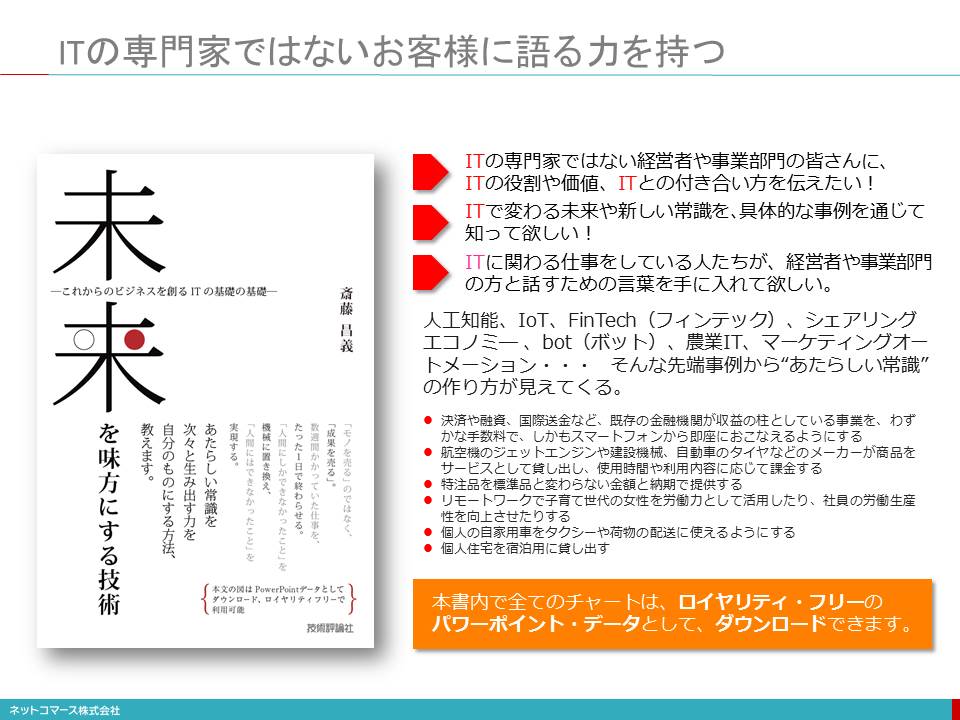 ITの専門家ではないお客様に語る力を持つ
未来
―これからのビジネスを創るITの基礎の基礎―
斎藤 昌義
を味方にする技術
「モノを売る」のではなく、
「成果を売る」。
数週間かかっていた仕事を、
たった1日で終わらせる。
「人間にしかできなかったこと」を
機械に置き換え、
「人間にはできなかったこと」を
実現する。
あたらしい常識を
次々と生み出す力を
自分のものにする方法、
教えます。
本文の図はPowerPointデータとして
ダウンロード、ロイヤリティフリーで
利用可能
技術評論社
ITの専門家ではない経営者や事業部門の皆さんに、
ITの役割や価値、ITとの付き合い方を伝えたい！
ITで変わる未来や新しい常識を、具体的な事例を通じて
知って欲しい！
ITに関わる仕事をしている人たちが、経営者や事業部門
の方と話すための言葉を手に入れて欲しい。
人工知能、IoT、FinTech（フィンテック）、シェアリング
エコノミー、bot（ボット）、農業IT、マーケティングオー
トメーション・・・ そんな先端事例から“あたらしい常識”
の作り方が見えてくる。
● 決済や融資、国際送金など、既存の金融機関が収益の柱としている事業を、わず
かな手数料で、しかもスマートフォンから即座におこなえるようにする
● 航空機のジェットエンジンや建設機械、自動車のタイヤなどのメーカーが商品を
サービスとして貸し出し、使用時間や利用内容に応じて課金する
● 特注品を標準品と変わらない金額と納期で提供する
● リモートワークで子育て世代の女性を労働力として活用したり、社員の労働生産
性を向上させたりする
● 個人の自家用車をタクシーや荷物の配送に使えるようにする
● 個人住宅を宿泊用に貸し出す
本書内で全てのチャートは、ロイヤリティ・フリーの
パワーポイント・データとして、ダウンロードできます。
ネットコマース株式会社